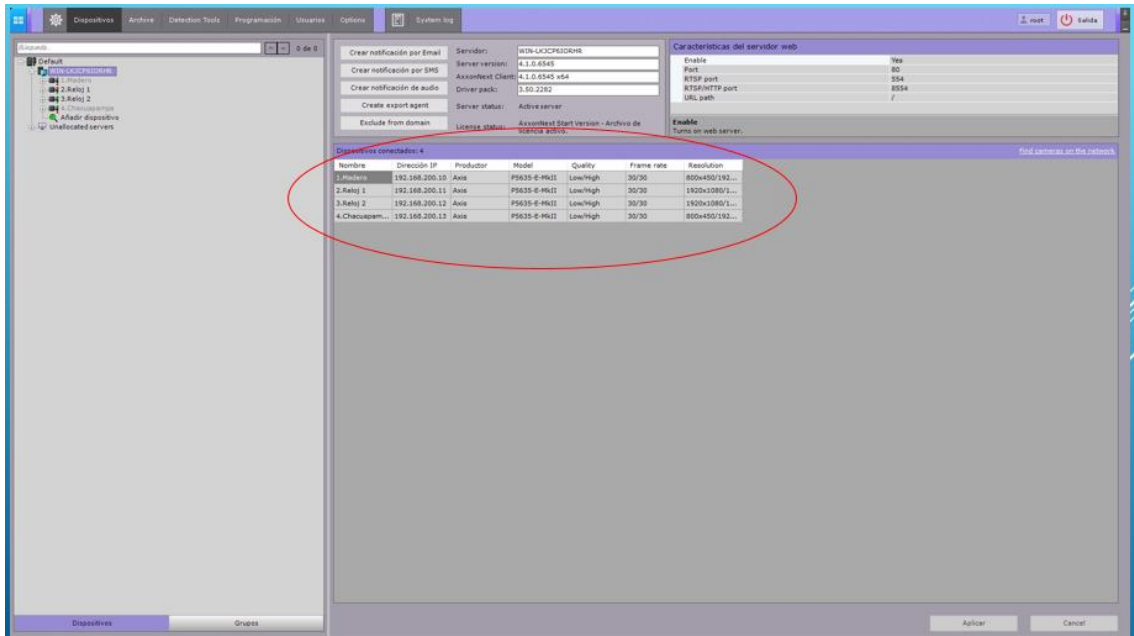 Dispositivos Archive Detection Tools Programación Usuarios Options System log root Salida
Búsqueda 0 de 0
Default
WIN-LKJCP6IORHR
1.Madero
2.Reloj 1
3.Reloj 2
4.Chacuapampa
Añadir dispositivo
Unallocated servers
Crear notificación por Email
Crear notificación por SMS
Crear notificación de audio
Create export agent
Exclude from domain
Servidor: WIN-LKJCP6IORHR
Server version: 4.1.0.6545
AxxonNext Client: 4.1.0.6545 x64
Driver pack: 3.50.2282
Server status: Active server
License status: AxxonNext Start Version - Archivo de licencia activó.
Características del servidor web
Enable Yes
Port 80
RTSP port 554
RTSP/HTTP port 8554
URL path /
Enable
Turns on web server.
Dispositivos conectados: 4 Find cameras on the network
Nombre Dirección IP Productor Model Quality Frame rate Resolution
1.Madero 192.168.200.10 Axis P5635-E-MkII Low/High 30/30 800x450/192...
2.Reloj 1 192.168.200.11 Axis P5635-E-MkII Low/High 30/30 1920x1080/1...
3.Reloj 2 192.168.200.12 Axis P5635-E-MkII Low/High 30/30 1920x1080/1...
4.Chacuapam... 192.168.200.13 Axis P5635-E-MkII Low/High 30/30 800x450/192...
Dispositivos Grupos Aplicar Cancel